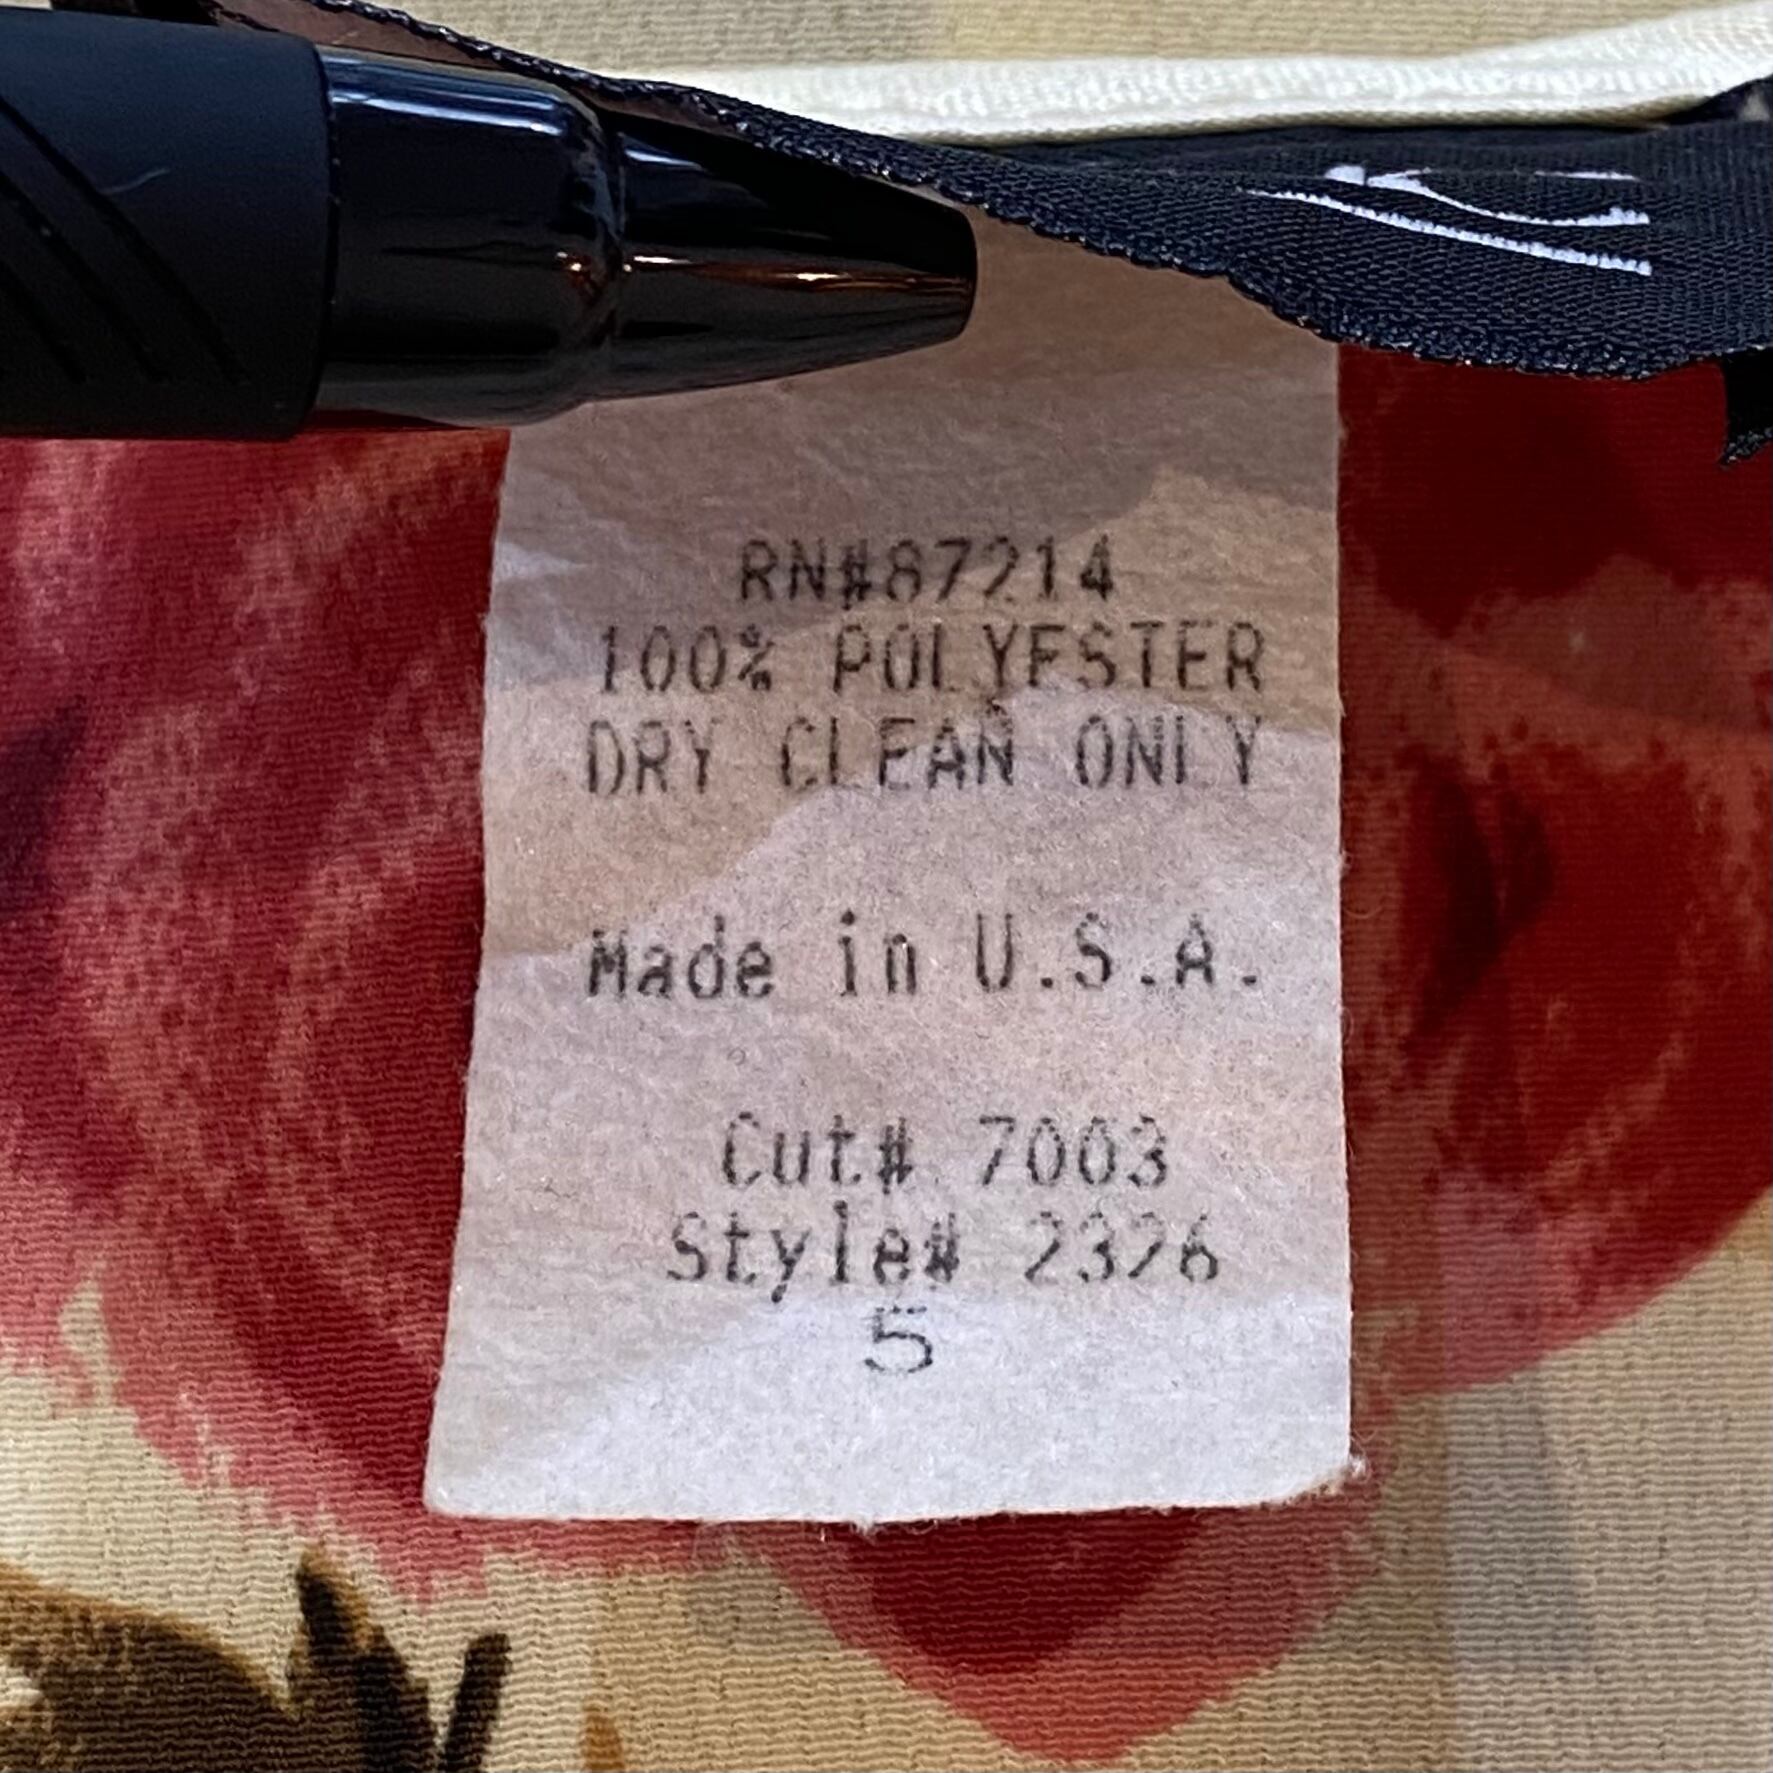 RN#87214
100% POLYESTER
DRY CLEAN ONLY
Made in U.S.A.
Cut# 7003
Style# 2326
5